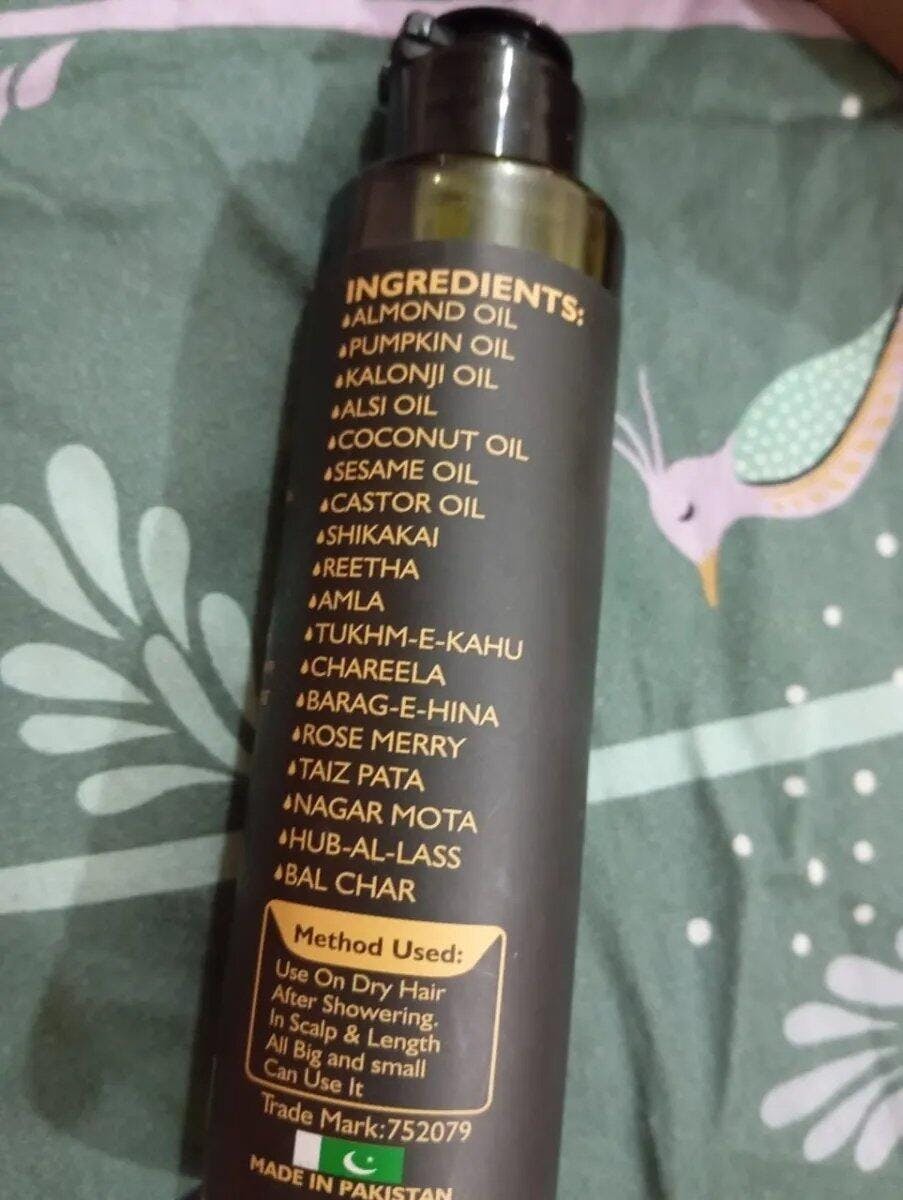 INGREDIENTS:
ALMOND OIL
PUMPKIN OIL
KALONJI OIL
ALSI OIL
COCONUT OIL
SESAME OIL
CASTOR OIL
SHIKAKAI
REETHA
AMLA
TUKHM-E-KAHU
CHAREELA
BARAG-E-HINA
ROSE MERRY
TAIZ PATA
NAGAR MOTA
HUB-AL-LASS
BAL CHAR
Method Used:
Use On Dry Hair
After Showering.
In Scalp & Length
All Big and small
Can Use It
Trade Mark:752079
MADE IN PAKISTAN